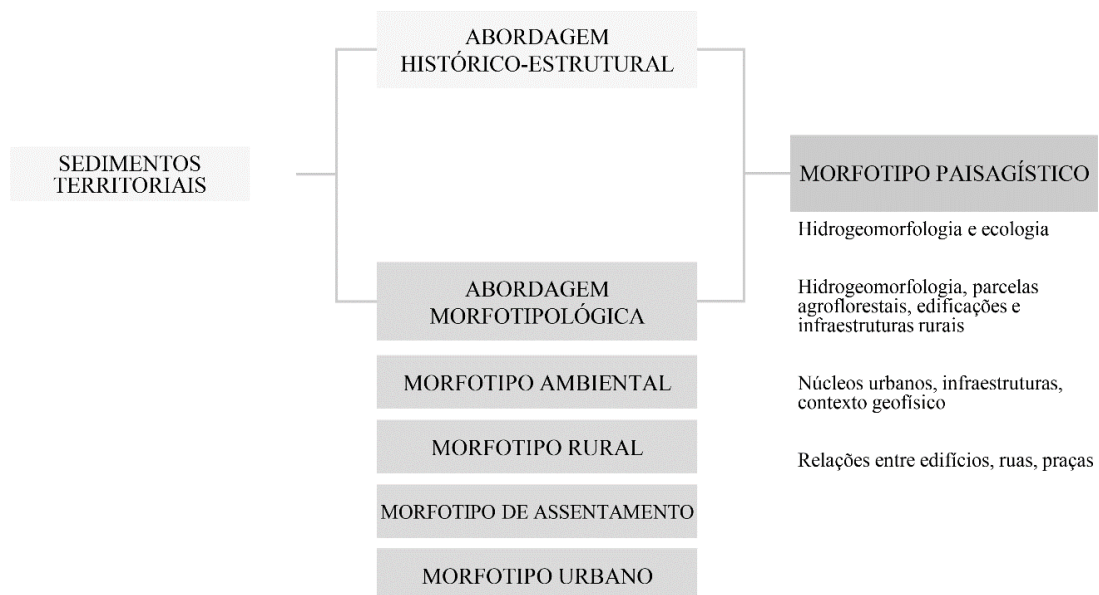 ABORDAGEM
HISTÓRICO-ESTRUTURAL
SEDIMENTOS
TERRITORIAIS
MORFOTIPO PAISAGÍSTICO
Hidrogeomorfologia e ecologia
ABORDAGEM
MORFOTIPOLÓGICA
Hidrogeomorfologia, parcelas
agroflorestais, edificações e
infraestruturas rurais
MORFOTIPO AMBIENTAL
Núcleos urbanos, infraestruturas,
contexto geofísico
MORFOTIPO RURAL
Relações entre edifícios, ruas, praças
MORFOTIPO DE ASSENTAMENTO
MORFOTIPO URBANO